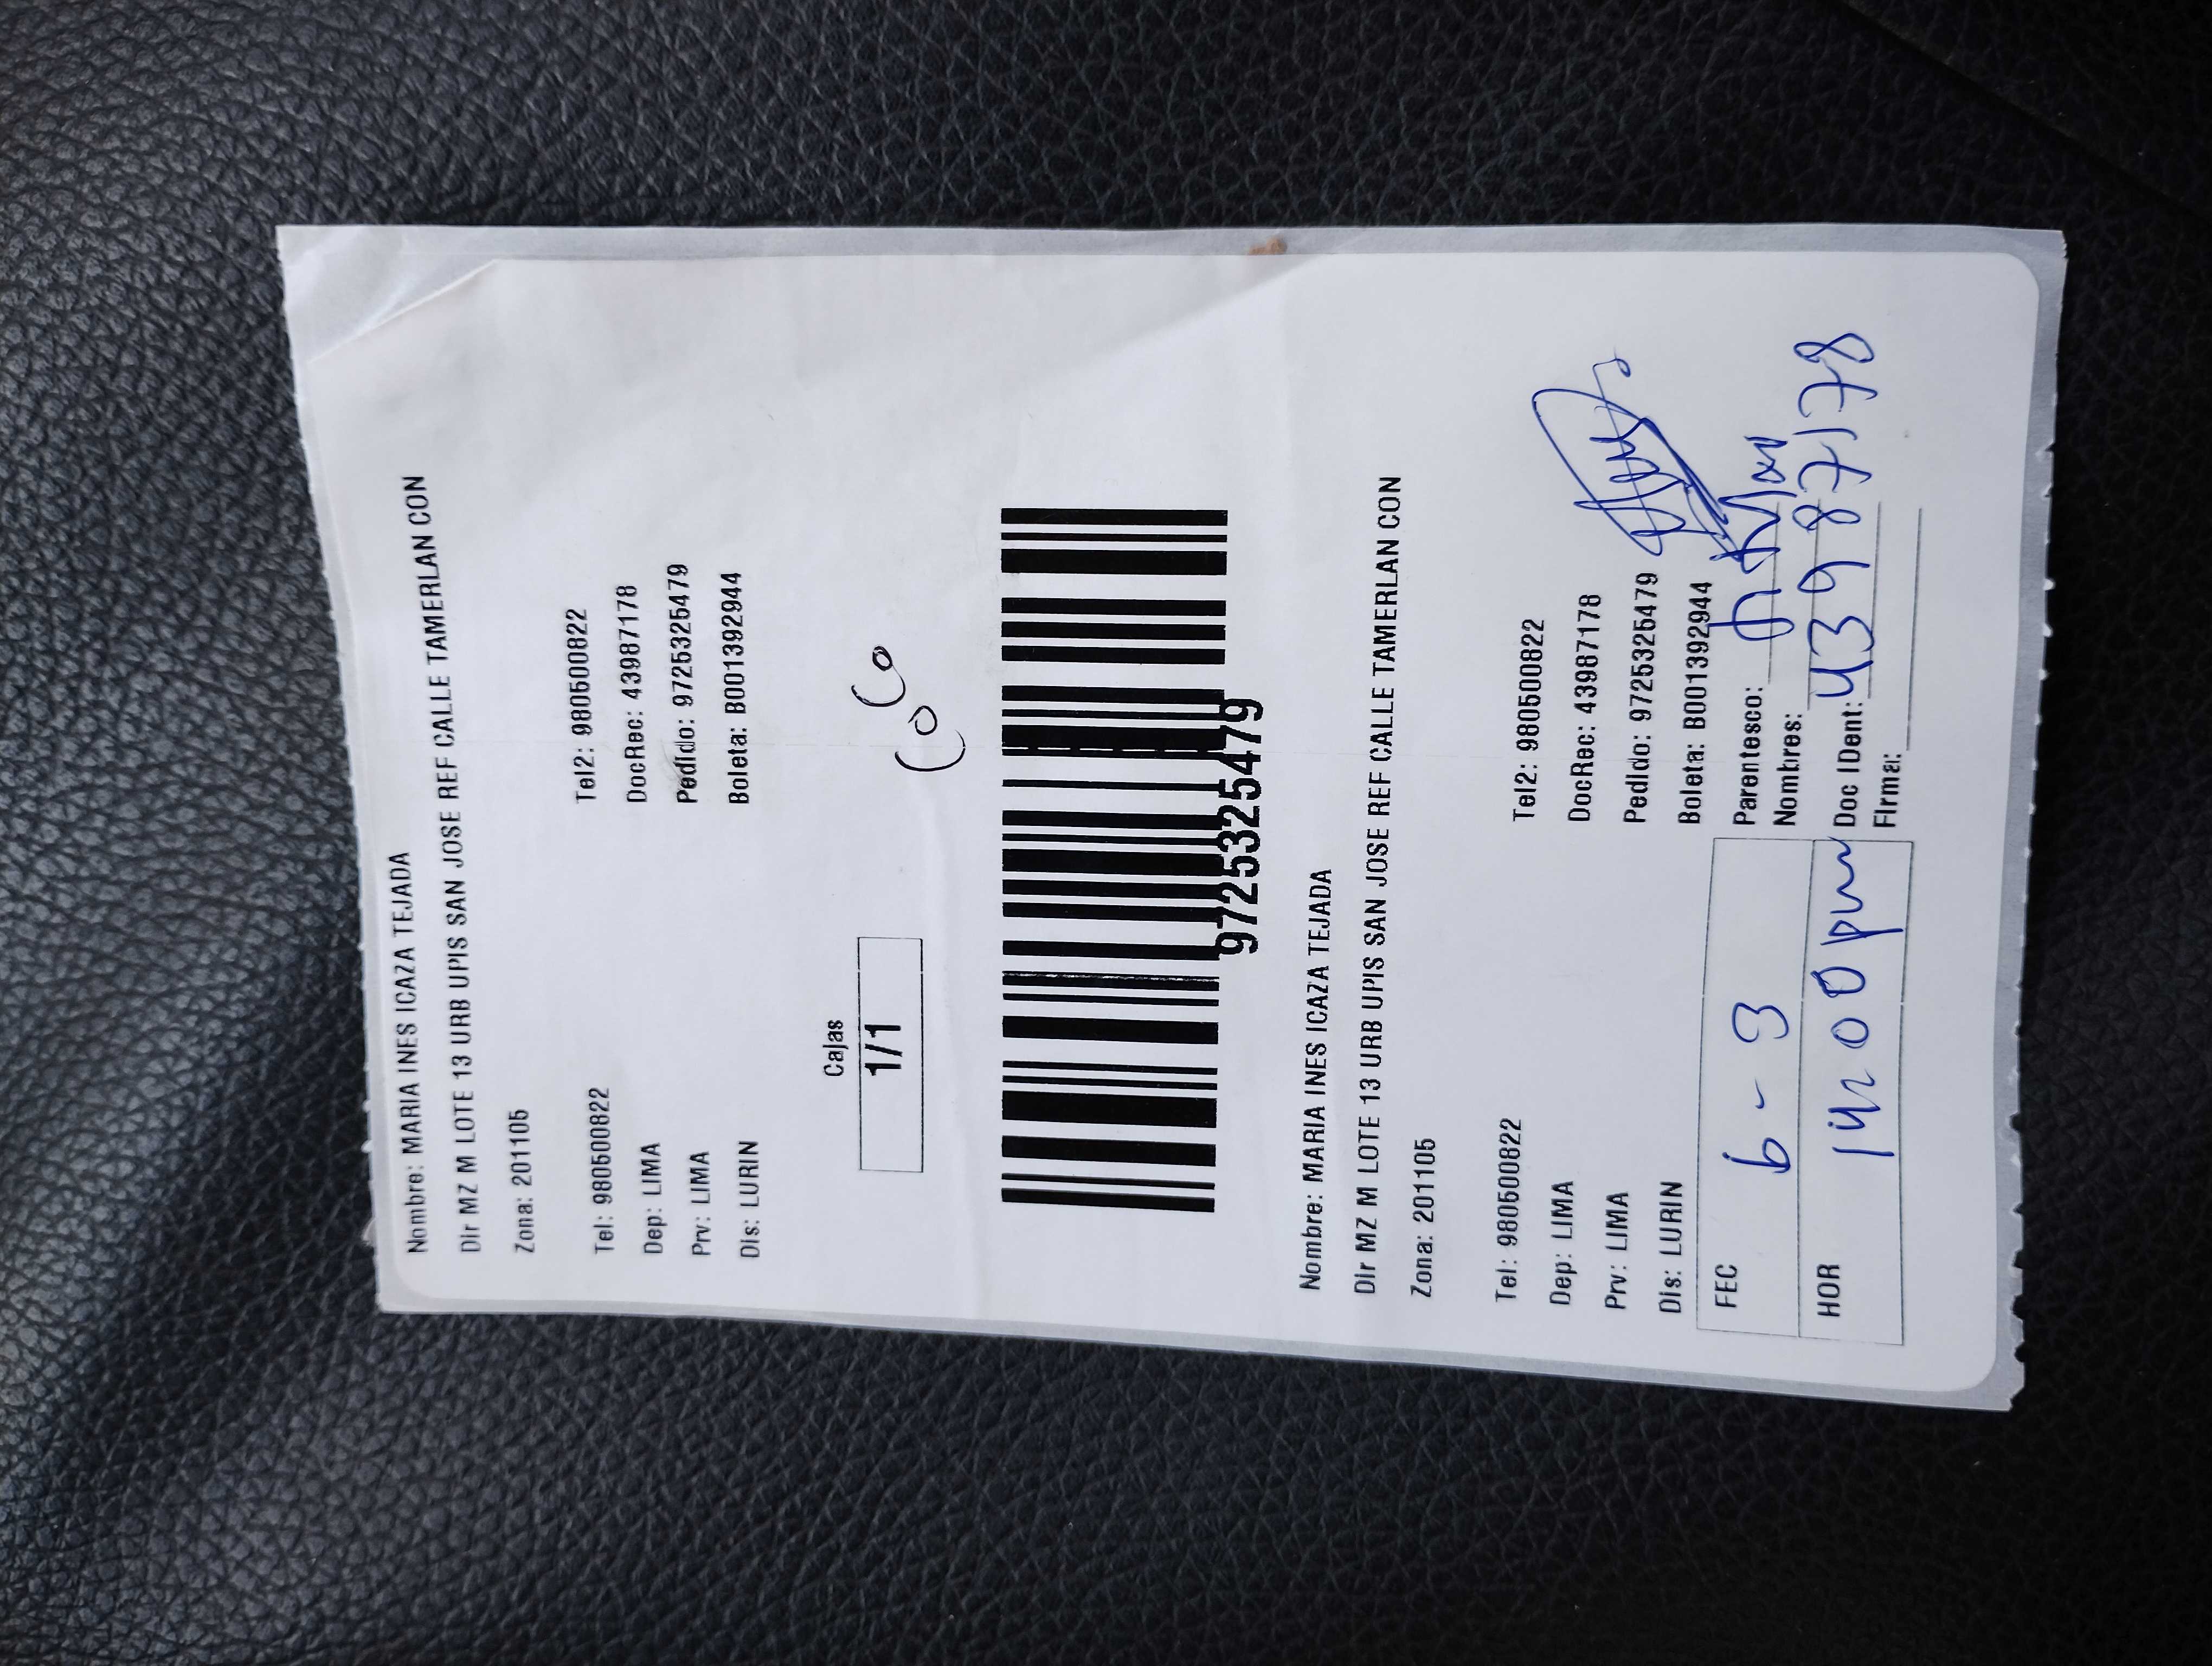 Nombre: MARIA INES ICAZA TEJADA
Dir MZ M LOTE 13 URB UPIS SAN JOSE REF CALLE TAMERLAN CON
Zona: 201105
Tel: 980500822 Tel2: 980500822
Dep: LIMA DocRec: 43987178
Prv: LIMA Pedido: 97253325479
Dis: LURIN Boleta: B001392944
Cajas
1/1
CoCo
97253325479
Nombre: MARIA INES ICAZA TEJADA
Dir MZ M LOTE 13 URB UPIS SAN JOSE REF CALLE TAMERLAN CON
Zona: 201105
Tel: 980500822 Tel2: 980500822
Dep: LIMA DocRec: 43987178
Prv: LIMA Pedido: 97253325479
Dis: LURIN Boleta: B001392944
FEC 6-3 Parentesco:
Nombres:
HOR 14:00pm Doc IDent: 43987178
Firma: